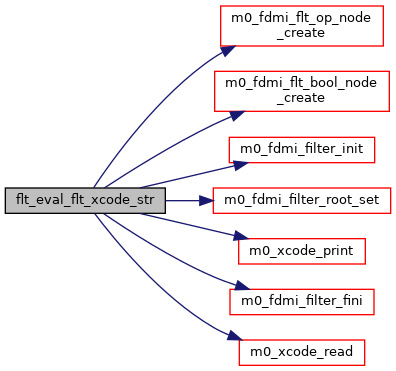 m0_fdmi_flt_op_node
_create
m0_fdmi_flt_bool_node
_create
m0_fdmi_filter_init
flt_eval_flt_xcode_str
m0_fdmi_filter_root_set
m0_xcode_print
m0_fdmi_filter_fini
m0_xcode_read